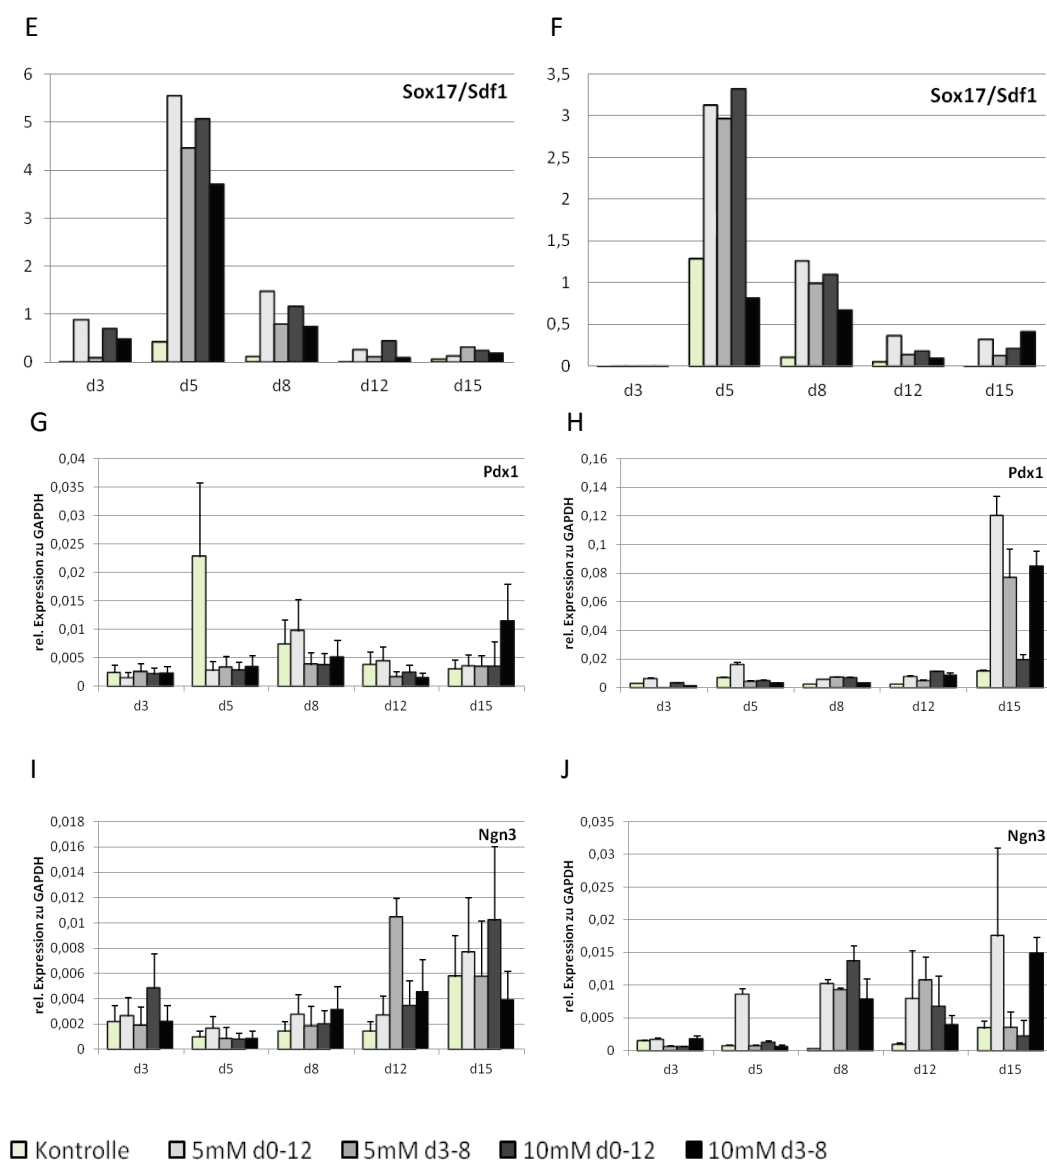 E
F
Sox17/Sdf1
6
5
4
3
2
1
0
d3
d5
d8
d12
d15
Sox17/Sdf1
3,5
3
2,5
2
1,5
1
0,5
0
d3
d5
d8
d12
d15
G
H
Pdx1
rel. Expression zu GAPDH
0,04
0,035
0,03
0,025
0,02
0,015
0,01
0,005
0
d3
d5
d8
d12
d15
Pdx1
rel. Expression zu GAPDH
0,16
0,14
0,12
0,1
0,08
0,06
0,04
0,02
0
d3
d5
d8
d12
d15
I
J
Ngn3
rel. Expression zu GAPDH
0,018
0,016
0,014
0,012
0,01
0,008
0,006
0,004
0,002
0
d3
d5
d8
d12
d15
Ngn3
rel. Expression zu GAPDH
0,035
0,03
0,025
0,02
0,015
0,01
0,005
0
d3
d5
d8
d12
d15
Kontrolle
5mM d0-12
5mM d3-8
10mM d0-12
10mM d3-8